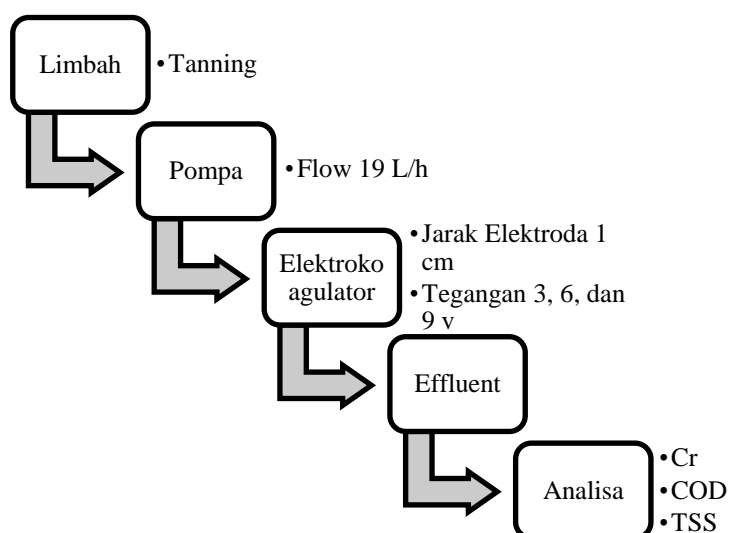 Limbah
•Tanning
Pompa
•Flow 19 L/h
Elektroko
agulator
•Jarak Elektroda 1
cm
•Tegangan 3, 6, dan
9 v
Effluent
Analisa
•Cr
•COD
•TSS